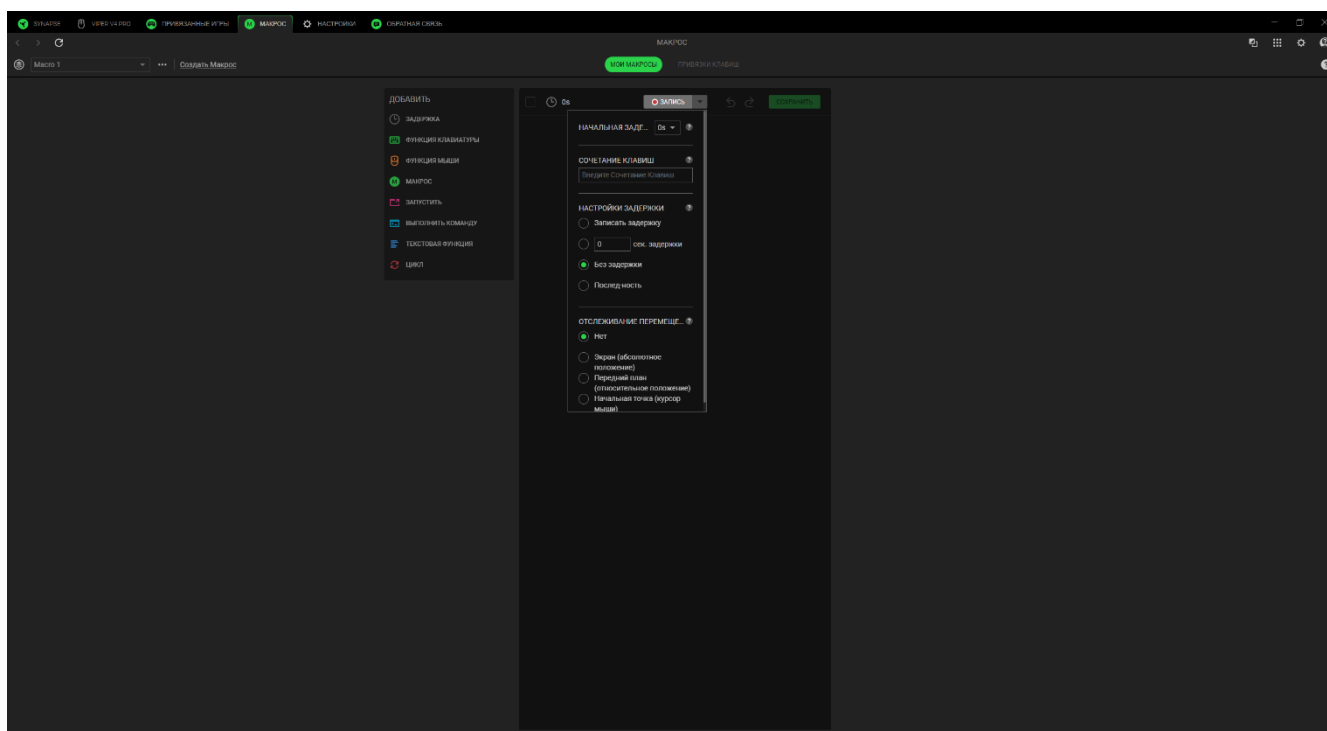 SYNAPSE VIPER V4 PRO ПРИВЯЗАННЫЕ ИГРЫ МАКРОС НАСТРОЙКИ ОБРАТНАЯ СВЯЗЬ
МАКРОС
Macro 1 Создать Макрос МОИ МАКРОСЫ ПРИВЯЗКИ КЛАВИШ
ДОБАВИТЬ
ЗАДЕРЖКА
ФУНКЦИЯ КЛАВИАТУРЫ
ФУНКЦИЯ МЫШИ
МАКРОС
ЗАПУСТИТЬ
ВЫПОЛНИТЬ КОМАНДУ
ТЕКСТОВАЯ ФУНКЦИЯ
ЦИКЛ
0s ЗАПИСЬ СОХРАНИТЬ
НАЧАЛЬНАЯ ЗАДЕ... 0s
СОЧЕТАНИЕ КЛАВИШ
Введите Сочетание Клавиш
НАСТРОЙКИ ЗАДЕРЖКИ
Записать задержку
0 сек. задержки
Без задержки
Послед-ность
ОТСЛЕЖИВАНИЕ ПЕРЕМЕЩЕ...
Нет
Экран (абсолютное
положение)
Передний план
(относительное положение)
Начальная точка (курсор
мыши)